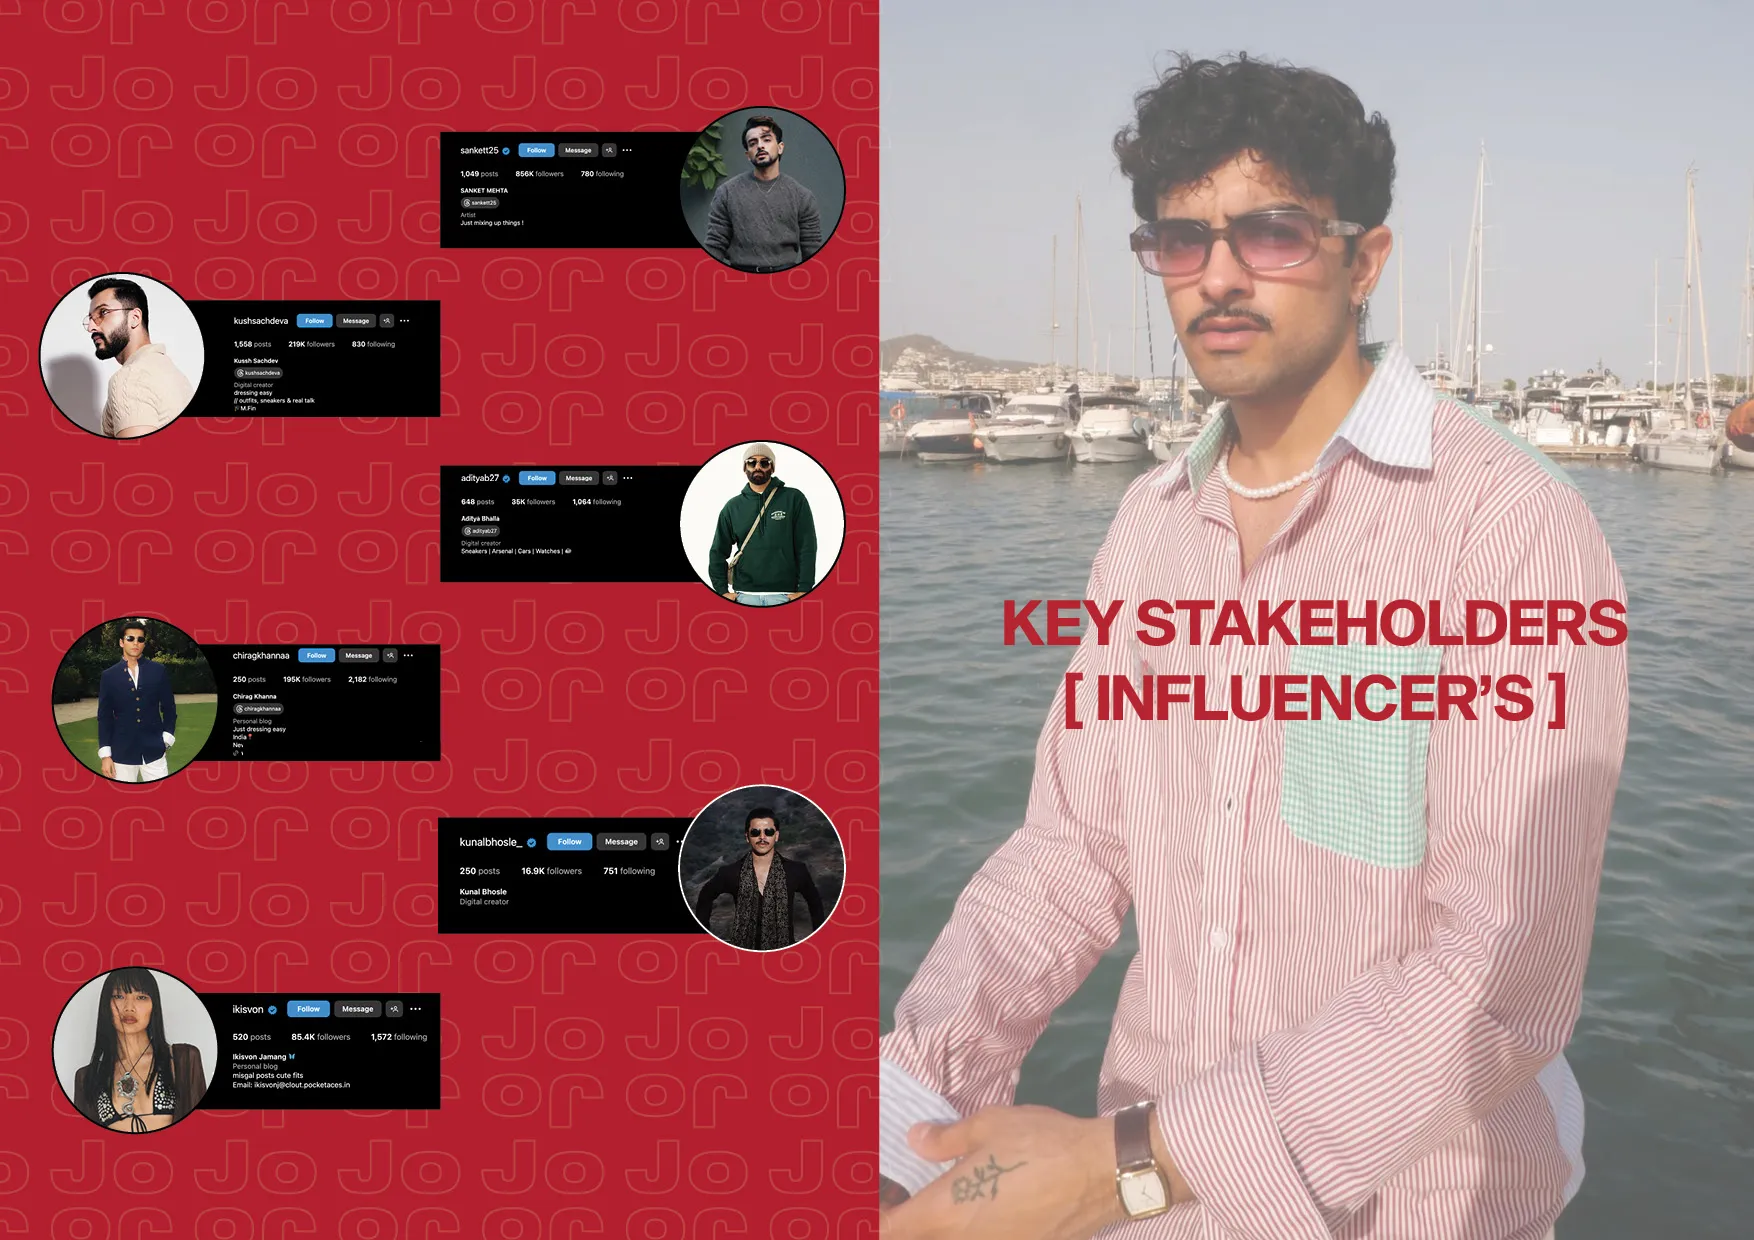 sankett25 Follow Message
1,049 posts 856K followers 780 following
SANKET MEHTA
sankett25
Artist
Just mixing up things !
kushsachdeva Follow Message
1,558 posts 219K followers 830 following
Kussh Sachdev
kushsachdeva
Digital creator
dressing easy
// outfits, sneakers & real talk
M.Fin
adityab27 Follow Message
648 posts 35K followers 1,064 following
Aditya Bhalla
adityab27
Digital creator
Sneakers | Arsenal | Cars | Watches |
chiragkhannaa Follow Message
250 posts 195K followers 2,182 following
Chirag Khanna
chiragkhannaa
Personal blog
Just dressing easy
India
kunalbhosle_ Follow Message
250 posts 16.9K followers 751 following
Kunal Bhosle
Digital creator
ikisvon Follow Message
520 posts 85.4K followers 1,572 following
Ikisvon Jamang
Personal blog
misgal posts cute fits
Email: ikisvonj@clout.pocketaces.in
KEY STAKEHOLDERS
[ INFLUENCER’S ]